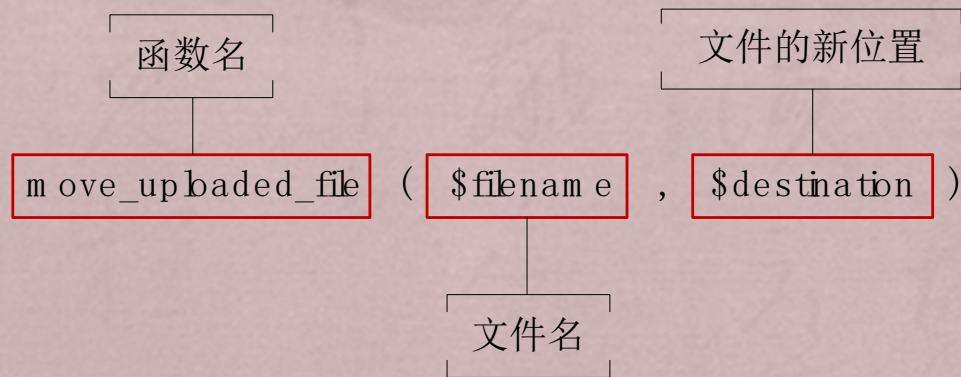 函数名
文件的新位置
move_uploaded_file ( $filename , $destination )
文件名